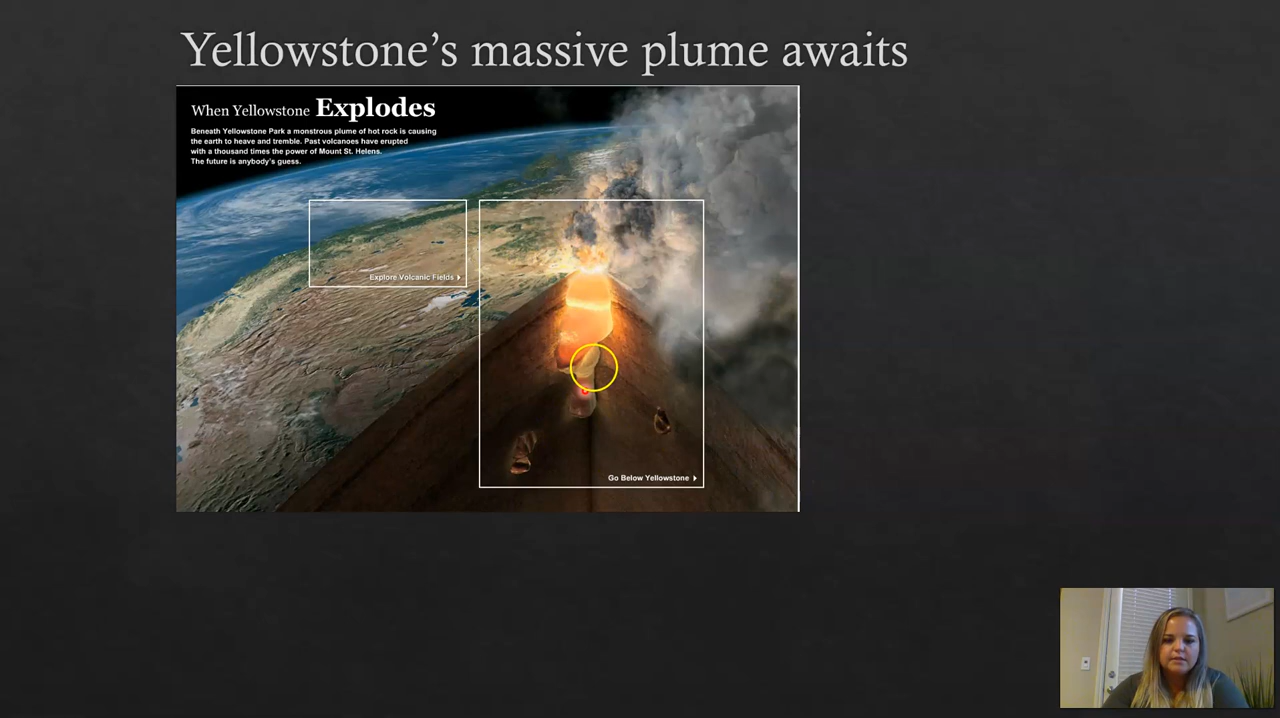 Yellowstone's massive plume awaits
When Yellowstone Explodes
Beneath Yellowstone Park a monstrous plume of hot rock is causing
the earth to heave and tremble. Past volcanoes have erupted
with a thousand times the power of Mount St. Helens.
The future is anybody's guess.
Explore Volcanic Fields
Go Below Yellowstone